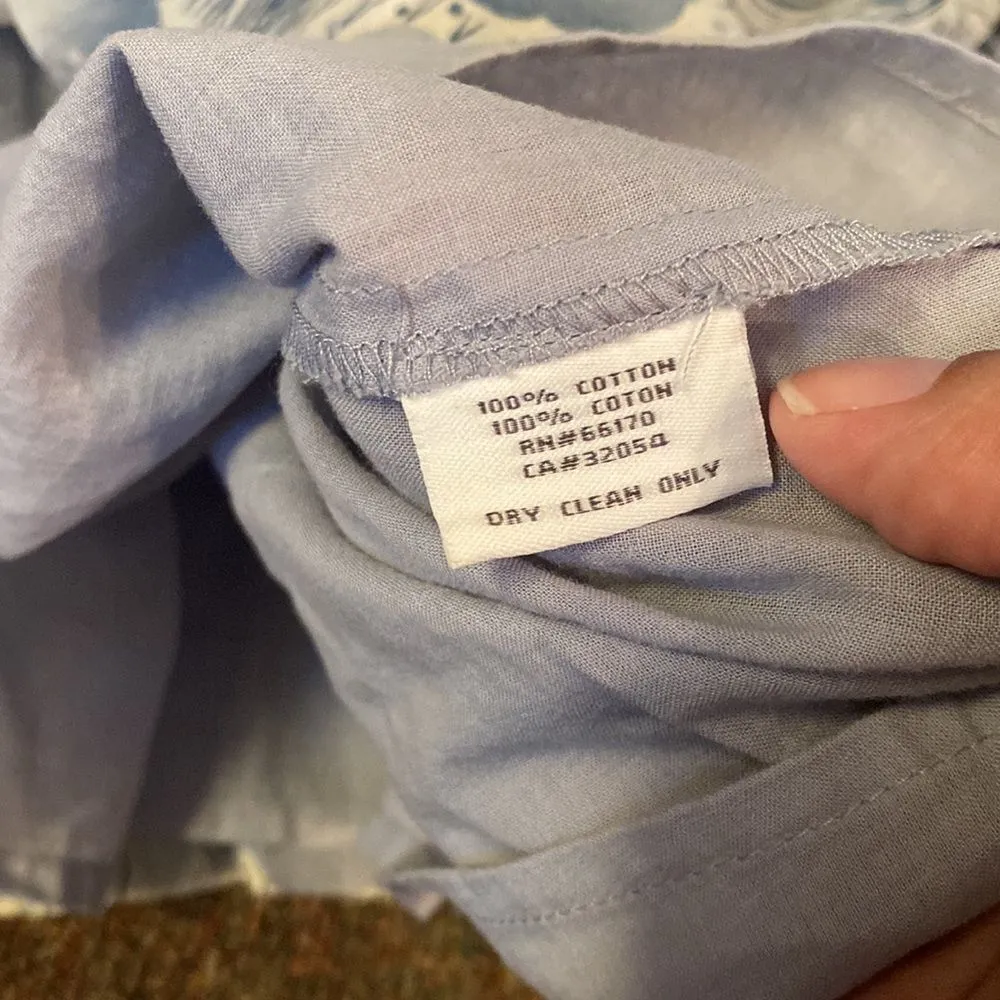 100% COTTON
100% COTON
RN#66170
CA#32054
DRY CLEAN ONLY